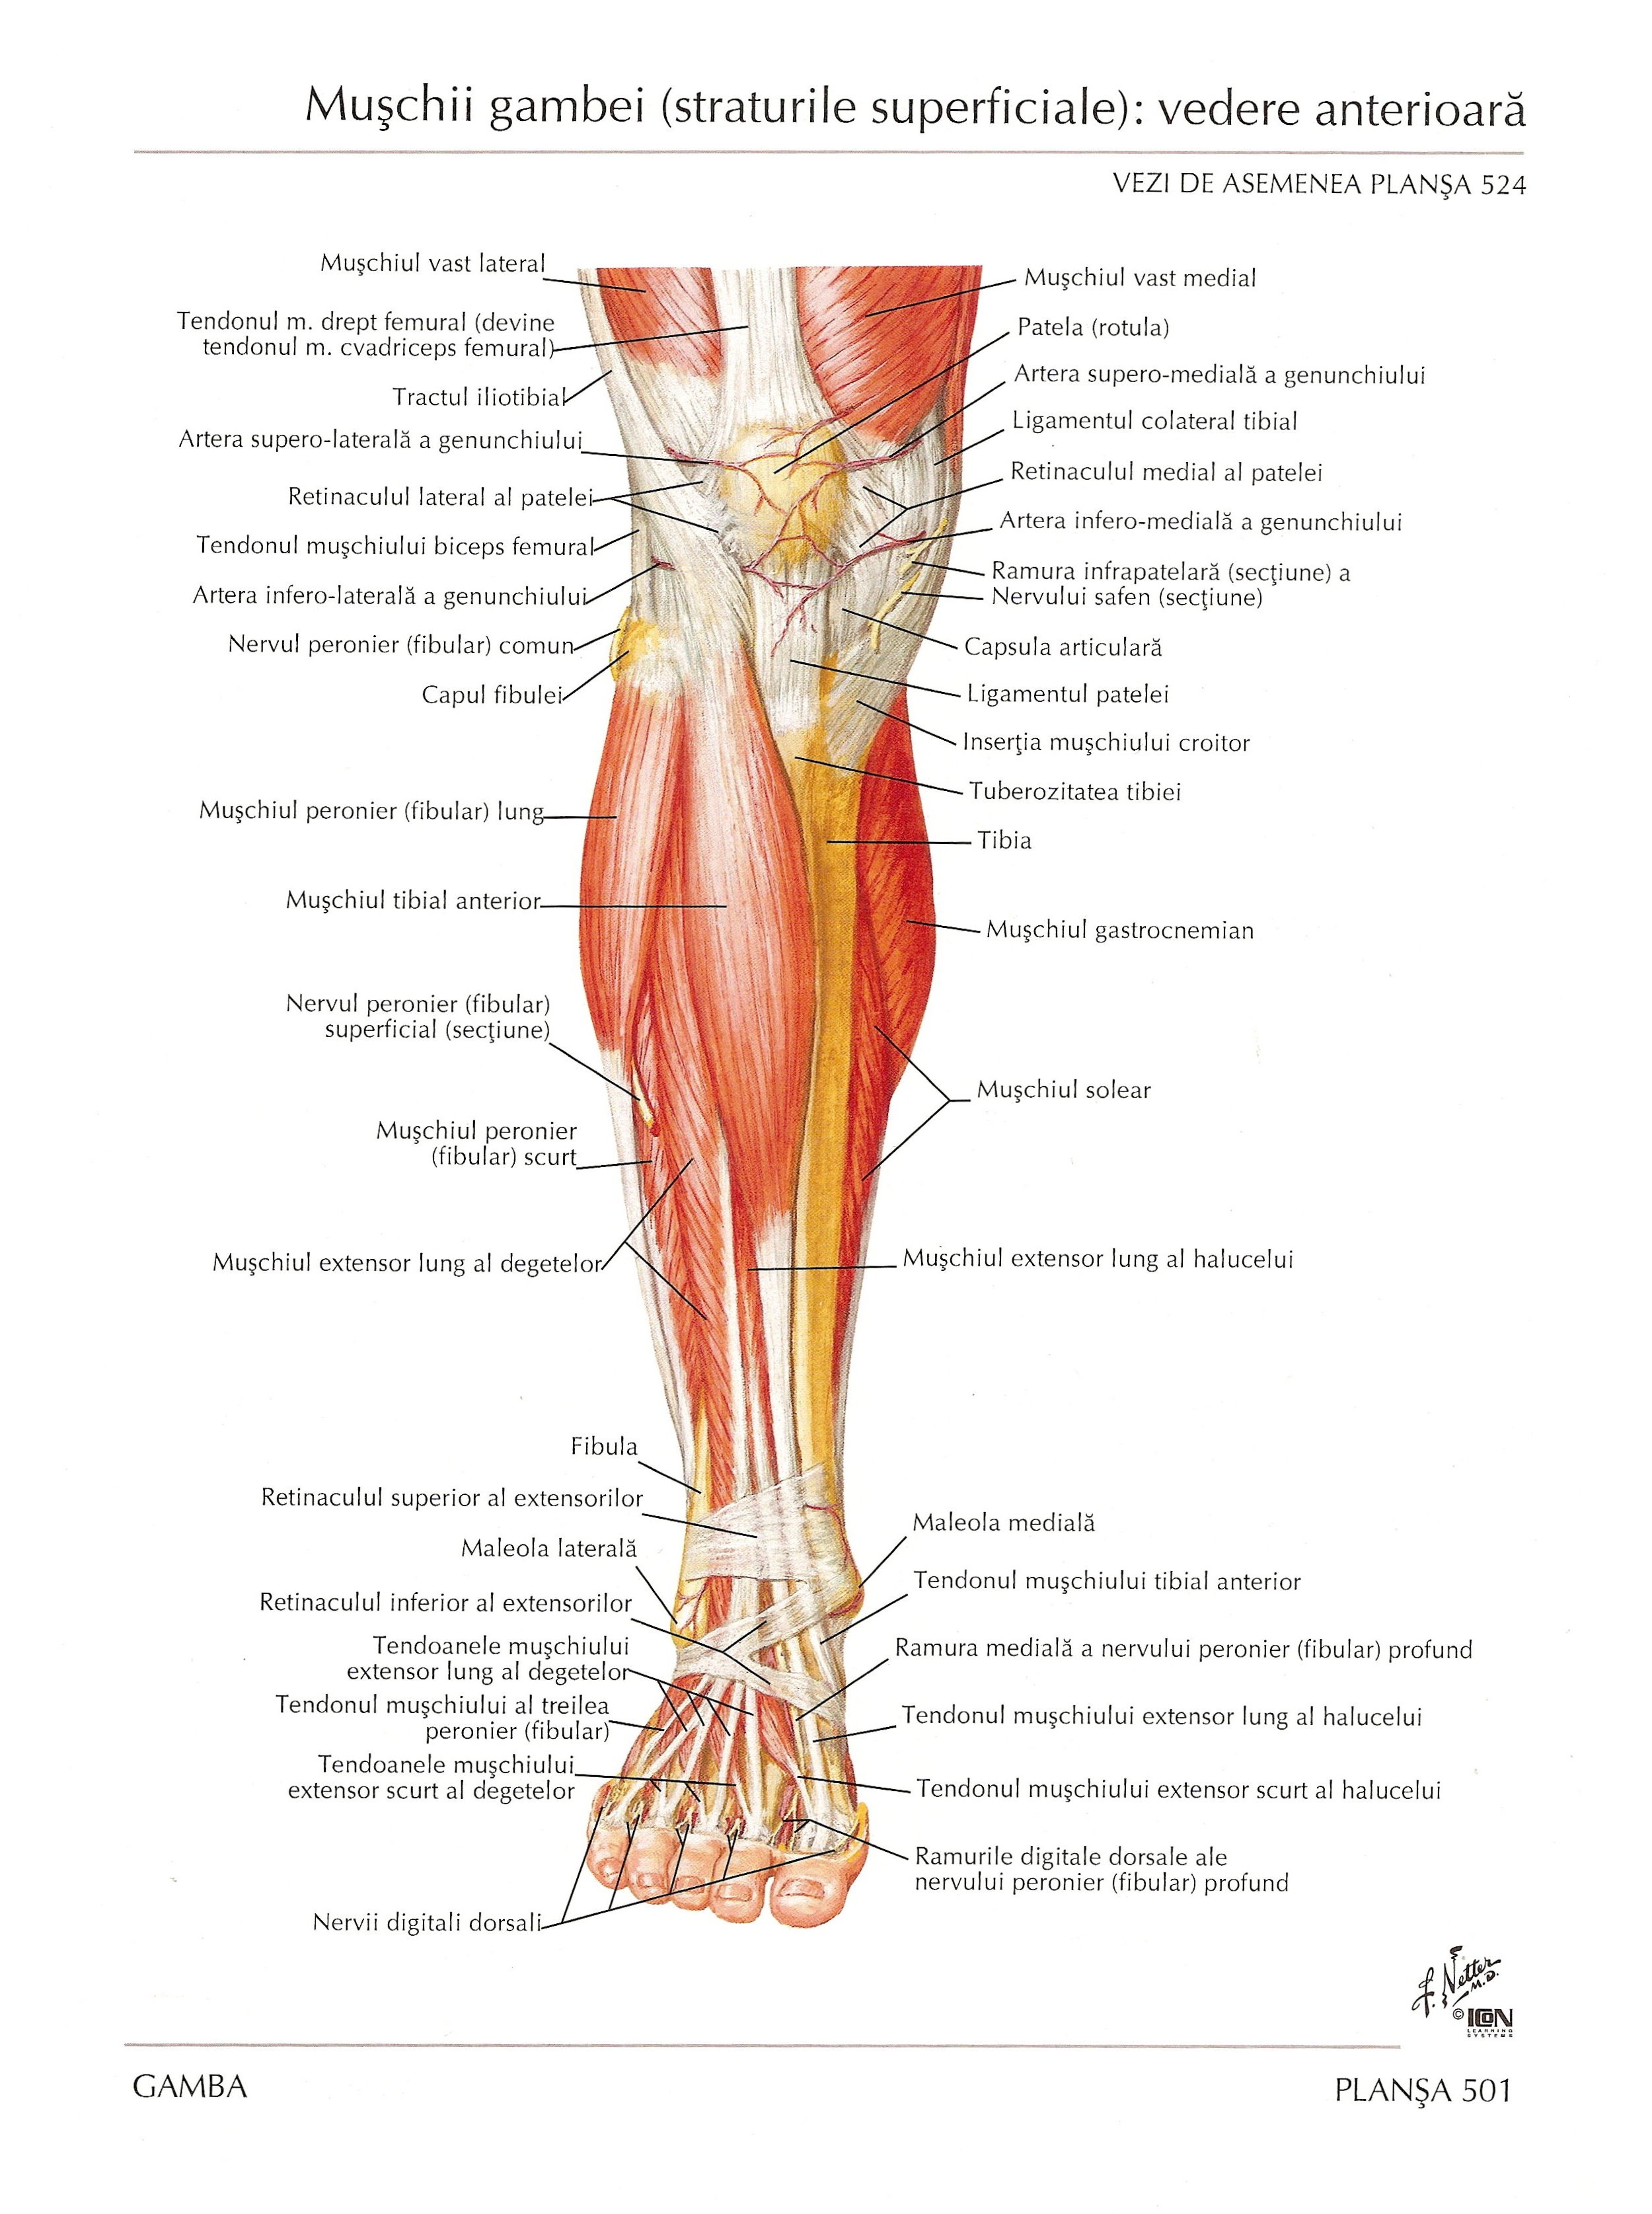 Muşchii gambei (straturile superficiale): vedere anterioară
VEZI DE ASEMENEA PLANŞA 524
Muşchiul vast lateral
Tendonul m. drept femural (devine
tendonul m. cvadriceps femural)
Tractul iliotibial
Artera supero-laterală a genunchiului
Retinaculul lateral al patelei
Tendonul muşchiului biceps femural
Artera infero-laterală a genunchiului
Nervul peronier (fibular) comun
Capul fibulei
Muşchiul peronier (fibular) lung
Muşchiul tibial anterior
Nervul peronier (fibular)
superficial (secţiune)
Muşchiul peronier
(fibular) scurt
Muşchiul extensor lung al degetelor
Fibula
Retinaculul superior al extensorilor
Maleola laterală
Retinaculul inferior al extensorilor
Tendoanele muşchiului
extensor lung al degetelor
Tendonul muşchiului al treilea
peronier (fibular)
Tendoanele muşchiului
extensor scurt al degetelor
Nervii digitali dorsali
Muşchiul vast medial
Patela (rotula)
Artera supero-medială a genunchiului
Ligamentul colateral tibial
Retinaculul medial al patelei
Artera infero-medială a genunchiului
Ramura infrapatelară (secţiune) a
Nervului safen (secţiune)
Capsula articulară
Ligamentul patelei
Inserţia muşchiului croitor
Tuberozitatea tibiei
Tibia
Muşchiul gastrocnemian
Muşchiul solear
Muşchiul extensor lung al halucelui
Maleola medială
Tendonul muşchiului tibial anterior
Ramura medială a nervului peronier (fibular) profund
Tendonul muşchiului extensor lung al halucelui
Tendonul muşchiului extensor scurt al halucelui
Ramurile digitale dorsale ale
nervului peronier (fibular) profund
F. Netter
M.D.
© ICON
LEARNING
SYSTEMS
GAMBA
PLANŞA 501